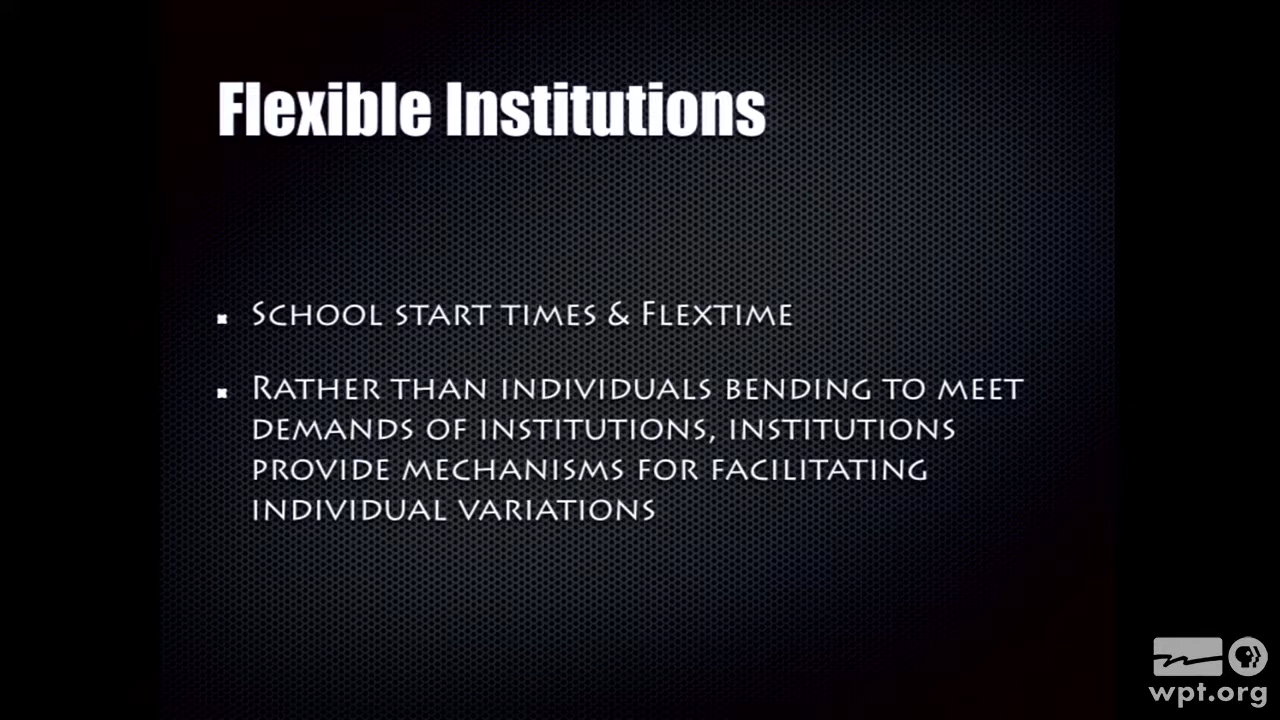 Flexible Institutions
School start times & Flextime
Rather than individuals bending to meet
demands of institutions, institutions
provide mechanisms for facilitating
individual variations
wpt.org